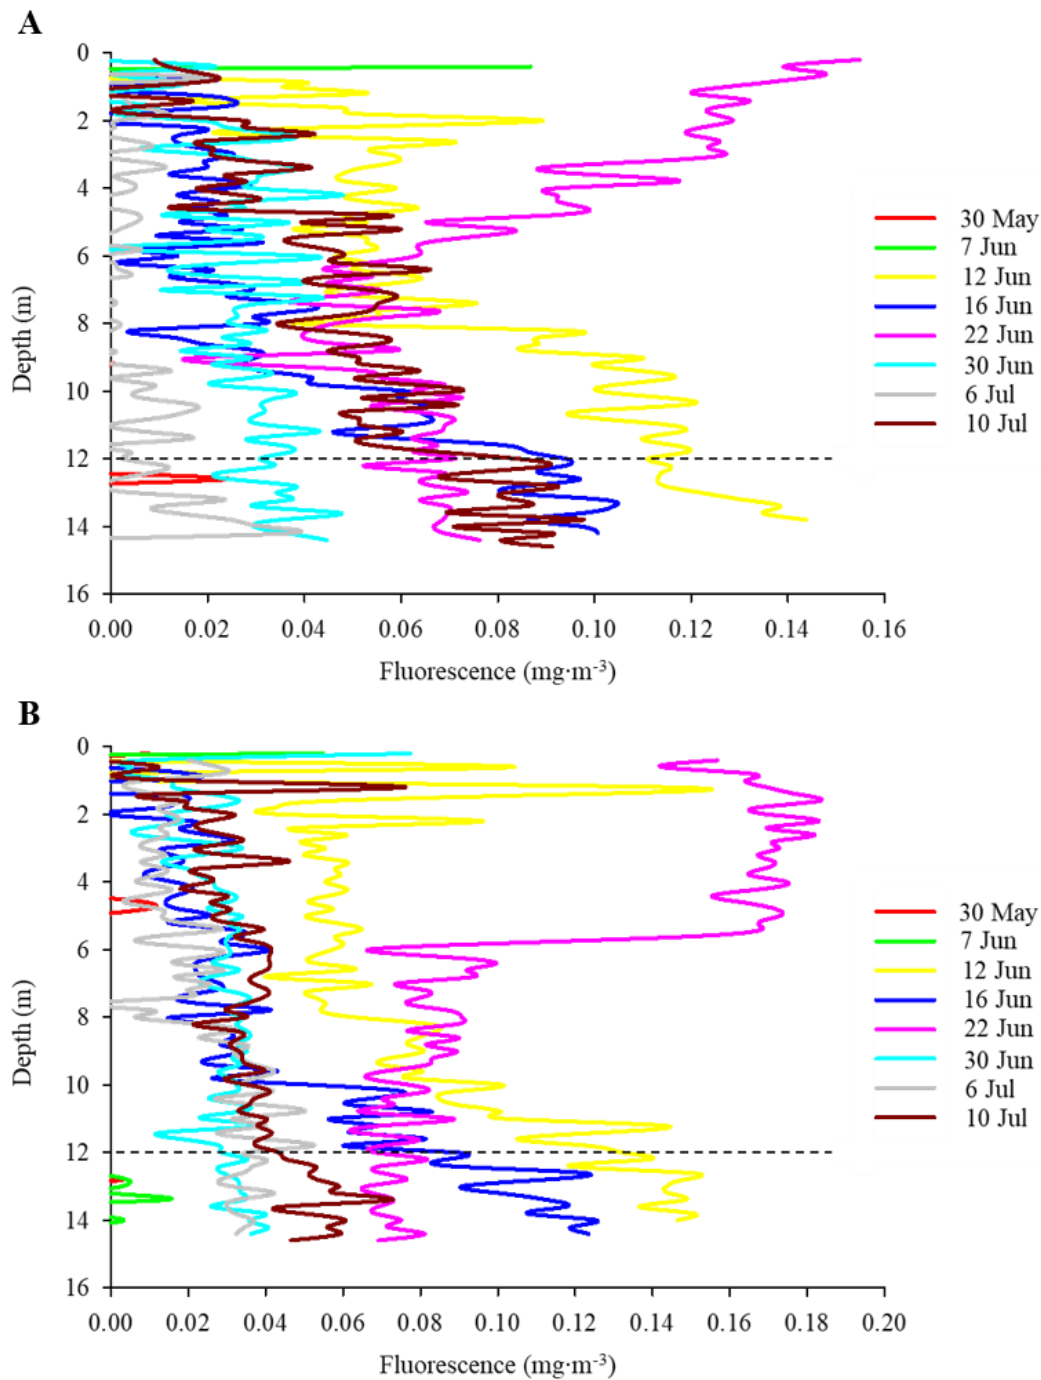 A
0
2
4
6
8
10
12
14
16
Depth (m)
0.00 0.02 0.04 0.06 0.08 0.10 0.12 0.14 0.16
Fluorescence (mg·m-3)
30 May
7 Jun
12 Jun
16 Jun
22 Jun
30 Jun
6 Jul
10 Jul
B
0
2
4
6
8
10
12
14
16
Depth (m)
0.00 0.02 0.04 0.06 0.08 0.10 0.12 0.14 0.16 0.18 0.20
Fluorescence (mg·m-3)
30 May
7 Jun
12 Jun
16 Jun
22 Jun
30 Jun
6 Jul
10 Jul